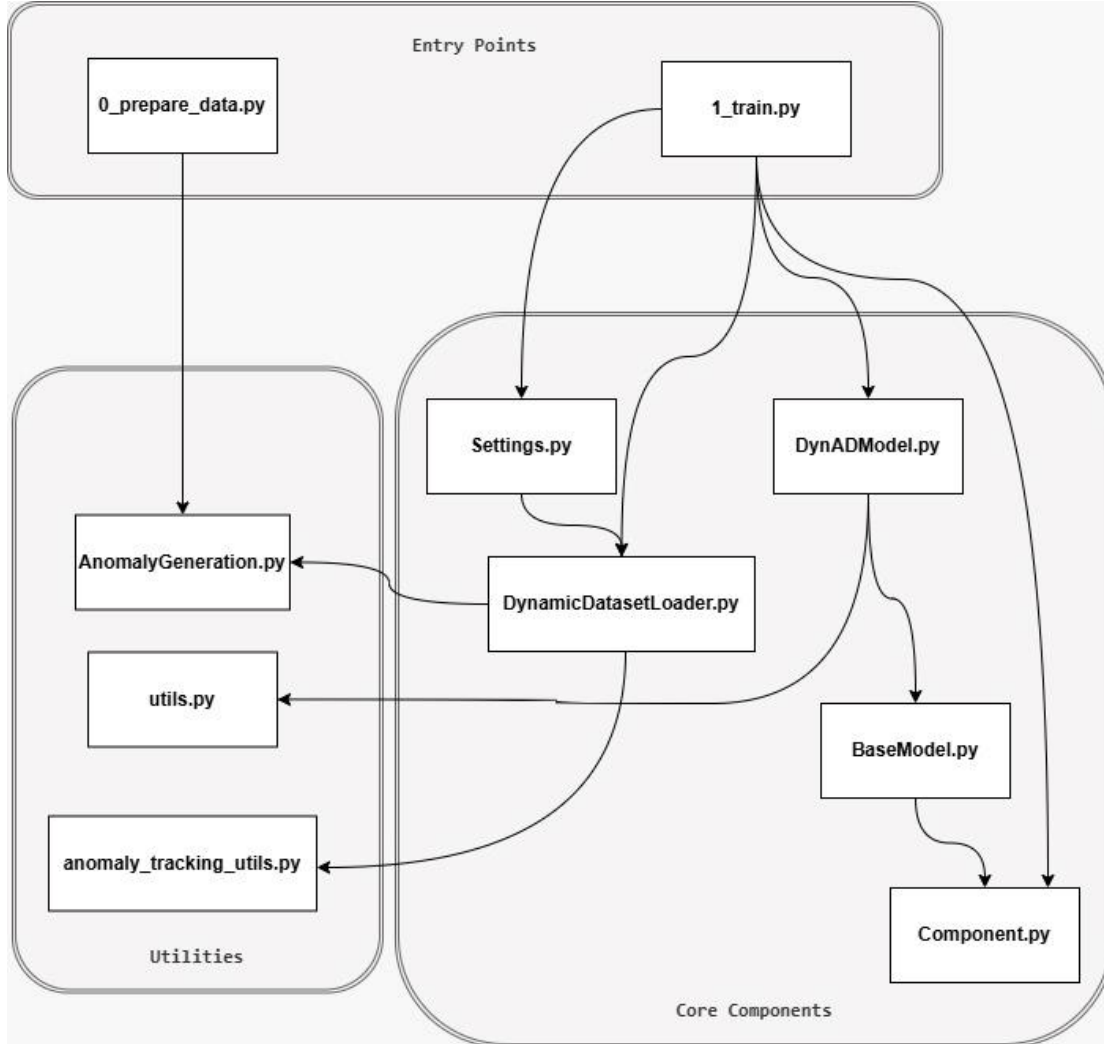 Entry Points
0_prepare_data.py
1_train.py
Settings.py
DynADModel.py
AnomalyGeneration.py
DynamicDatasetLoader.py
utils.py
BaseModel.py
anomaly_tracking_utils.py
Component.py
Utilities
Core Components